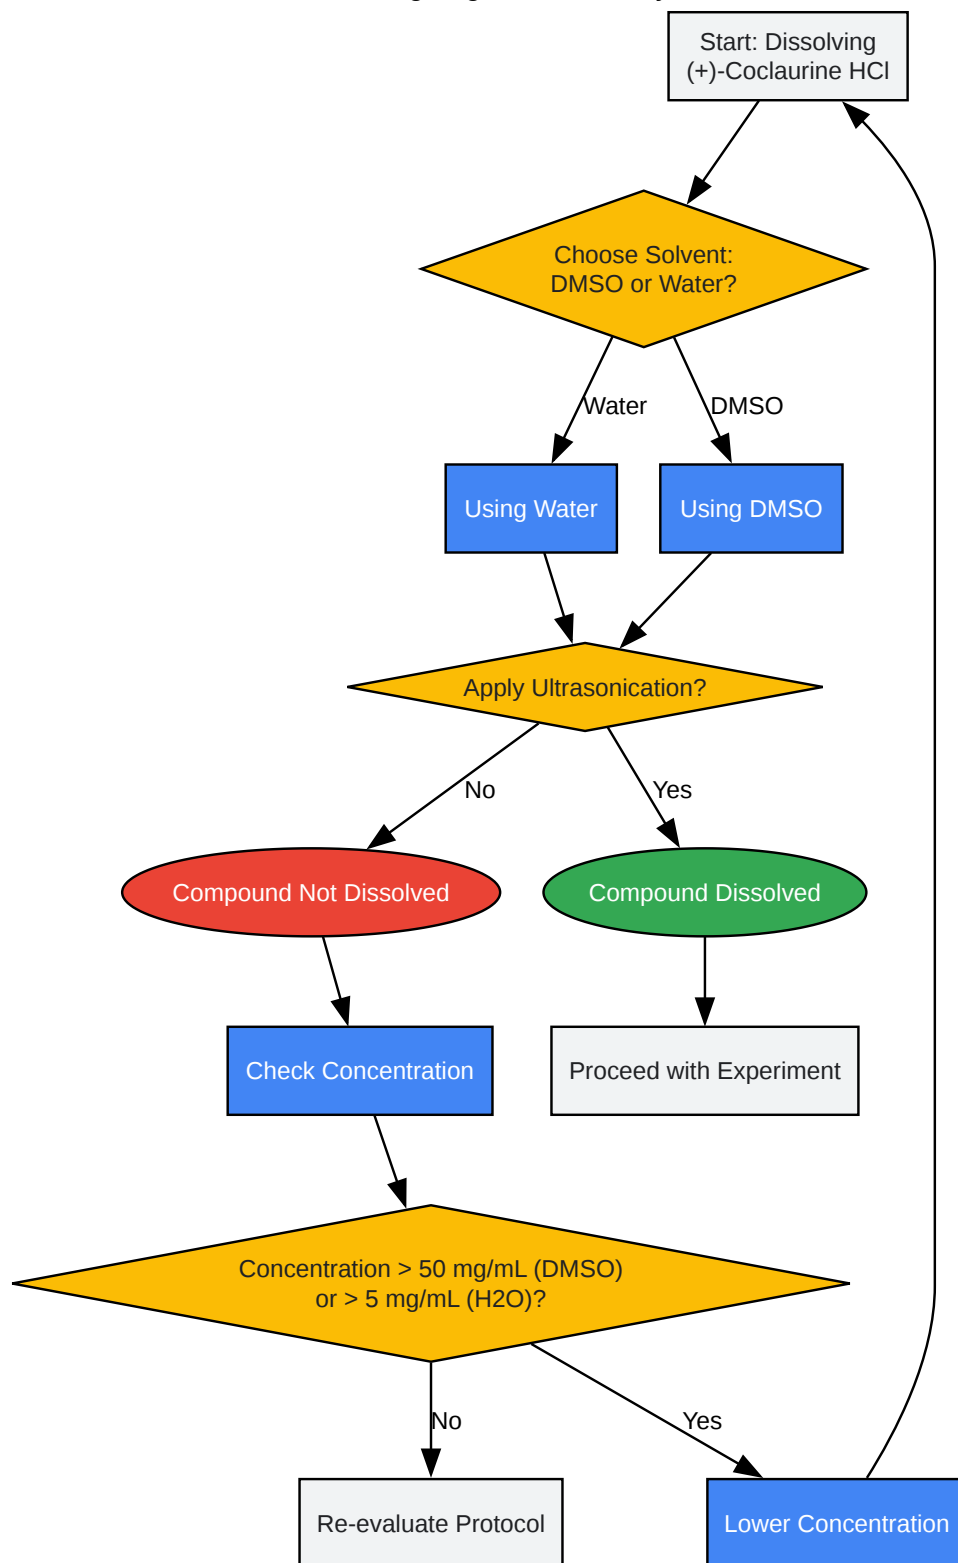 Start: Dissolving
(+)-Coclaurine HCl
Choose Solvent:
DMSO or Water?
Water
DMSO
Using Water
Using DMSO
Apply Ultrasonication?
No
Yes
Compound Not Dissolved
Compound Dissolved
Check Concentration
Proceed with Experiment
Concentration > 50 mg/mL (DMSO)
or > 5 mg/mL (H2O)?
No
Yes
Re-evaluate Protocol
Lower Concentration